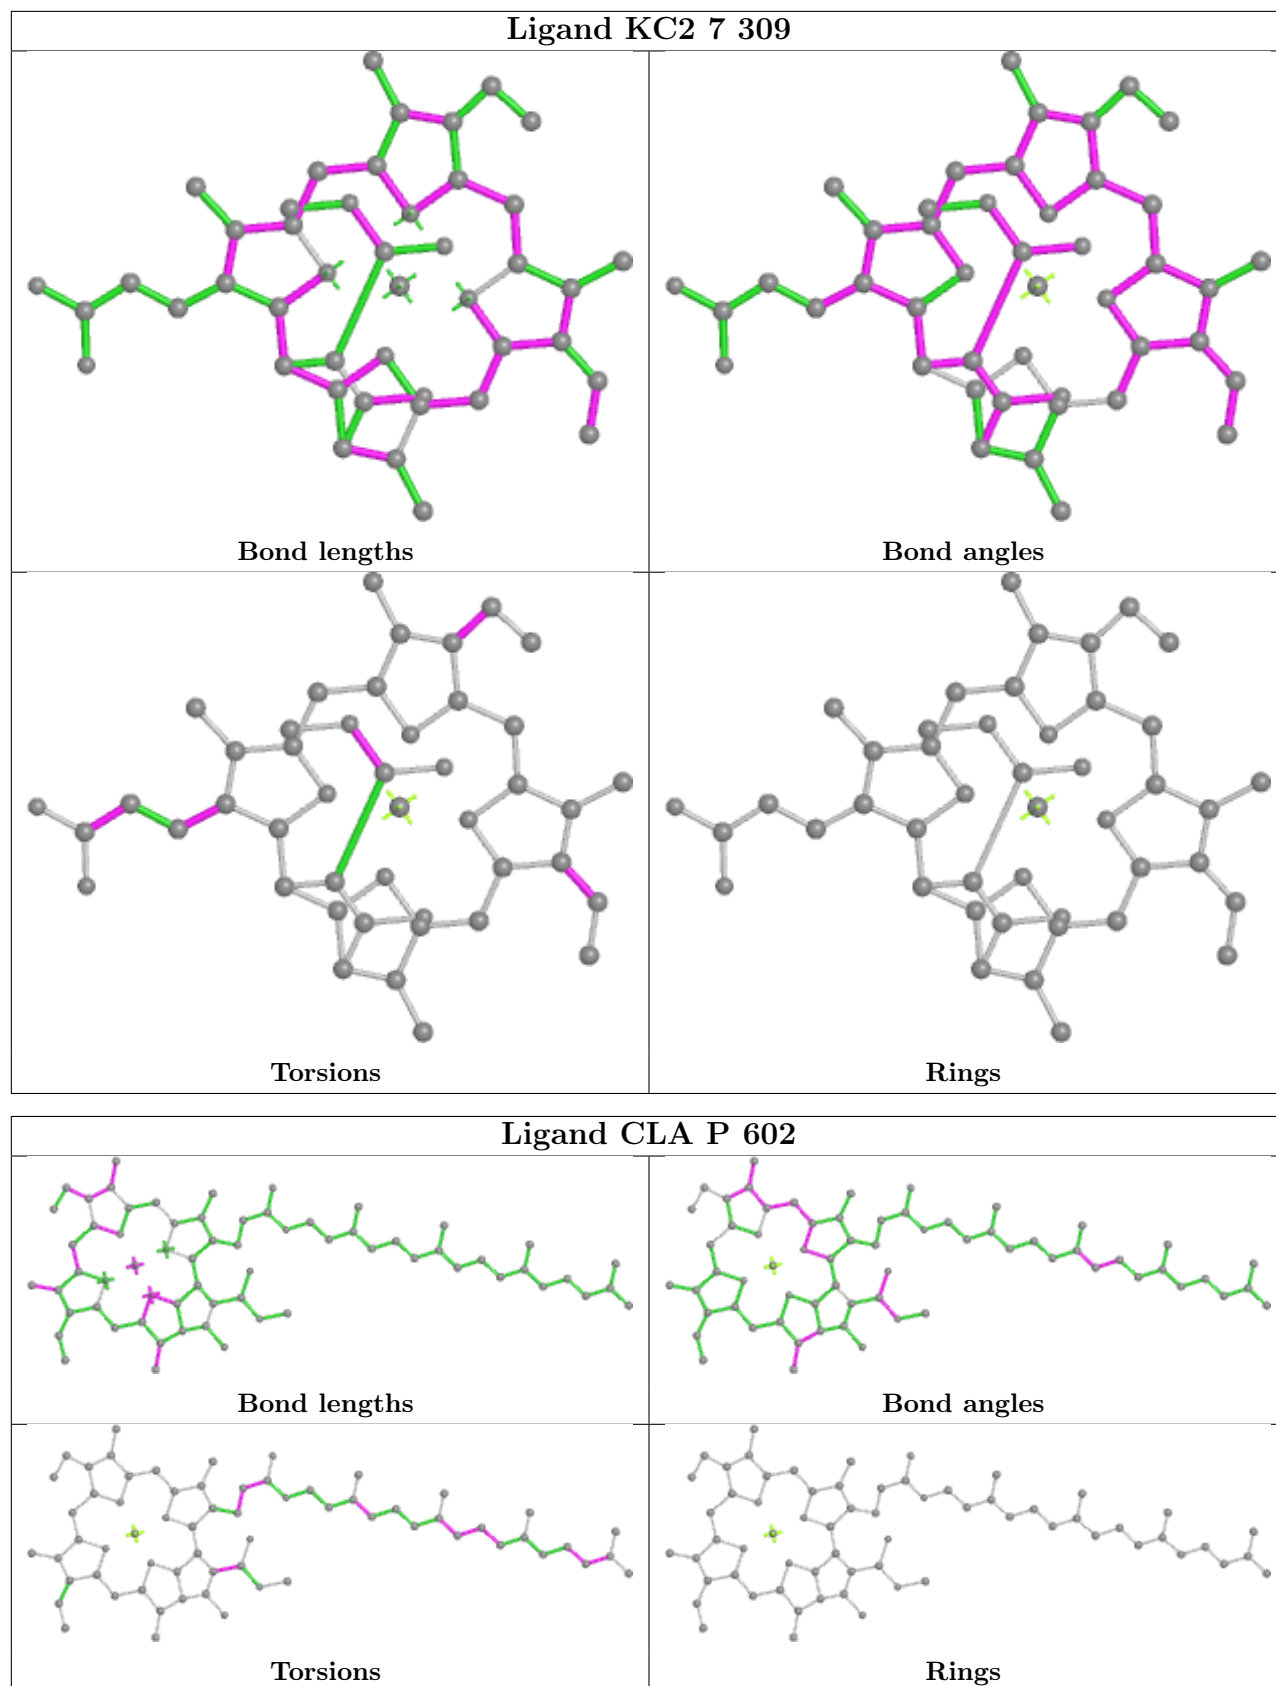 Ligand KC2 7 309
Bond lengths
Bond angles
Torsions
Rings
Ligand CLA P 602
Bond lengths
Bond angles
Torsions
Rings